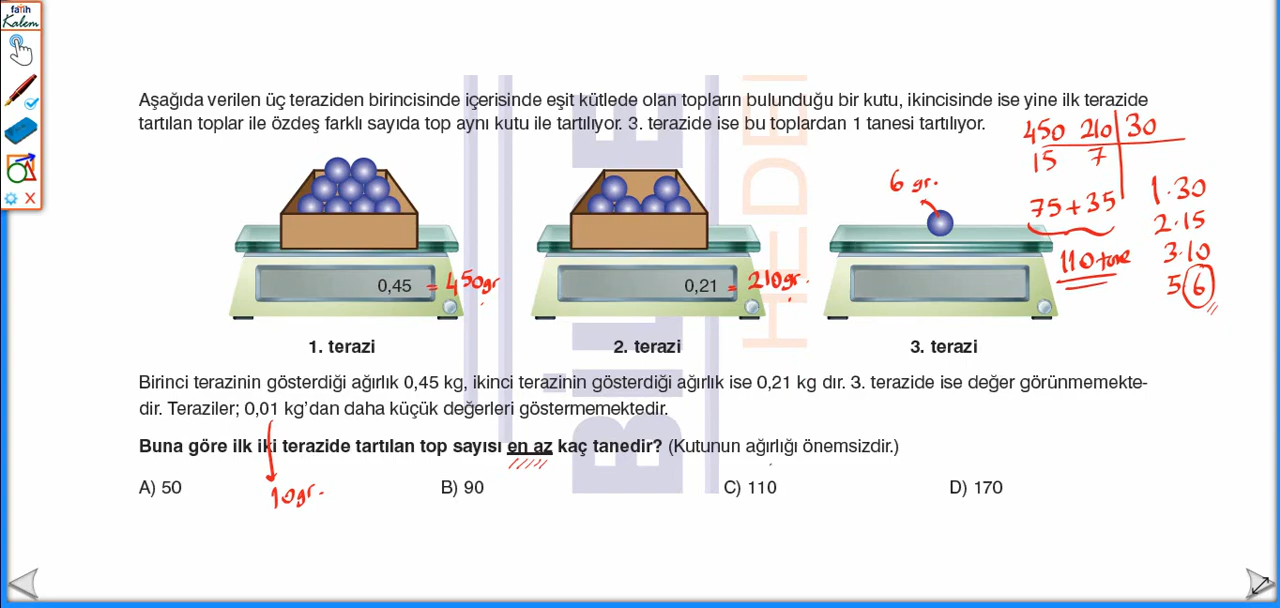 fatih
Kalem
Aşağıda verilen üç teraziden birincisinde içerisinde eşit kütlede olan topların bulunduğu bir kutu, ikincisinde ise yine ilk terazide
tartılan toplar ile özdeş farklı sayıda top aynı kutu ile tartılıyor. 3. terazide ise bu toplardan 1 tanesi tartılıyor.
450 210 | 30
15 7
75 + 35
110 tane
1.30
2.15
3.10
5 6
6 gr.
0,45 = 450gr
0,21 = 210gr.
1. terazi 2. terazi 3. terazi
Birinci terazinin gösterdiği ağırlık 0,45 kg, ikinci terazinin gösterdiği ağırlık ise 0,21 kg dır. 3. terazide ise değer görünmemekte-
dir. Teraziler; 0,01 kg'dan daha küçük değerleri göstermemektedir.
Buna göre ilk iki terazide tartılan top sayısı en az kaç tanedir? (Kutunun ağırlığı önemsizdir.)
A) 50 B) 90 C) 110 D) 170
10gr.
BİLFE
HEDEF